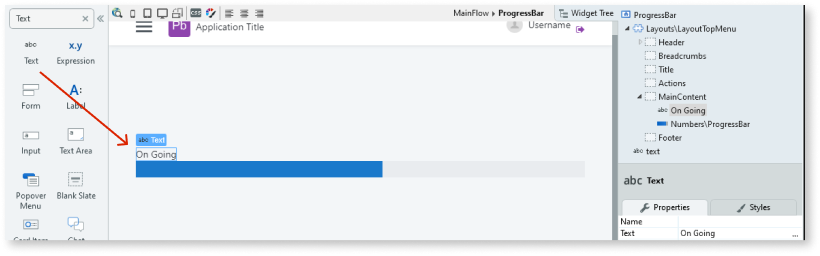 Text
MainFlow ▸ ProgressBar
Widget Tree
ProgressBar
abc
Text
x.y
Expression
Form
A:
Label
a
Input
a
Text Area
Popover
Menu
Blank Slate
Card Item
Chat
Pb
Application Title
Username
abc Text
On Going
Layouts\LayoutTopMenu
Header
Breadcrumbs
Title
Actions
MainContent
abc On Going
Numbers\ProgressBar
Footer
abc text
abc Text
Properties
Styles
Name
Text On Going ...